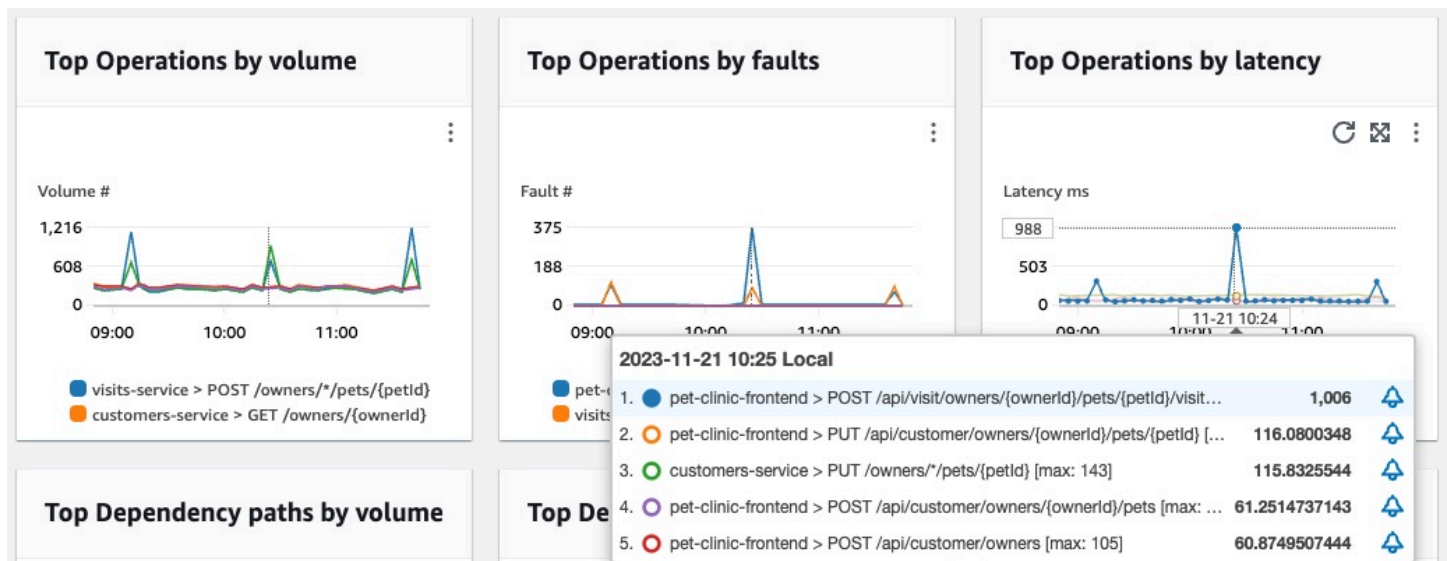 Top Operations by volume
Top Operations by faults
Top Operations by latency
Volume #
1,216
608
0
09:00 10:00 11:00
visits-service > POST /owners/*/pets/{petId}
customers-service > GET /owners/{ownerId}
Fault #
375
188
0
09:00 10:00 11:00
pet-
visits
Latency ms
988
503
0
09:00 10:00 11:00
11-21 10:24
2023-11-21 10:25 Local
1. pet-clinic-frontend > POST /api/visit/owners/{ownerId}/pets/{petId}/visit... 1,006
2. pet-clinic-frontend > PUT /api/customer/owners/{ownerId}/pets/{petId} [... 116.0800348
3. customers-service > PUT /owners/*/pets/{petId} [max: 143] 115.8325544
4. pet-clinic-frontend > POST /api/customer/owners/{ownerId}/pets [max: ... 61.2514737143
5. pet-clinic-frontend > POST /api/customer/owners [max: 105] 60.8749507444
Top Dependency paths by volume
Top De